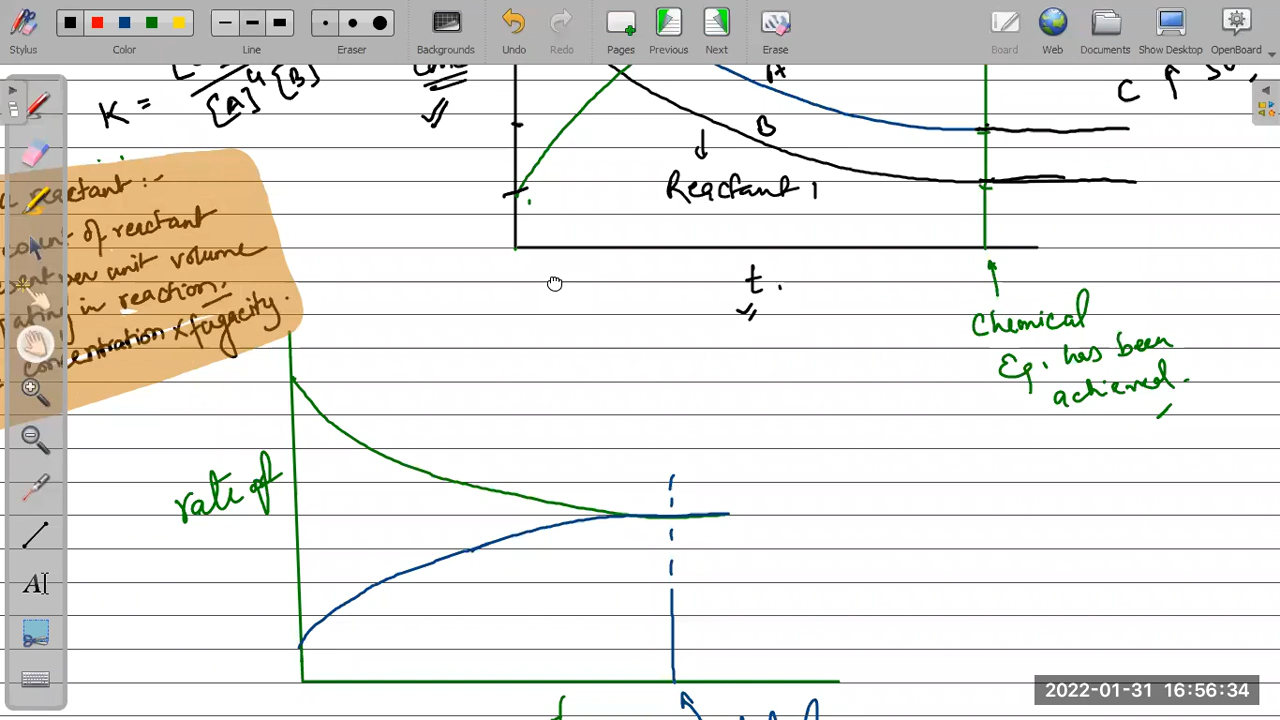 Stylus
Color
Line
Eraser
Backgrounds
Undo
Redo
Pages
Previous
Next
Erase
Board
Web
Documents
Show Desktop
OpenBoard
K =
[A]⁴ [B]
A
B
Reactant 1
C ↑
t.
Chemical
Eq. has been
achieved.
reactant :-
of reactant
per unit volume
in reaction.
concentration x fugacity.
rate of
2022-01-31 16:56:34